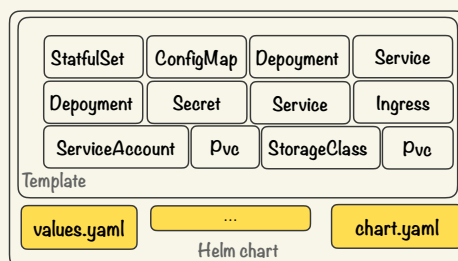 StatfulSet ConfigMap Depoyment Service
Depoyment Secret Service Ingress
ServiceAccount Pvc StorageClass Pvc
Template
values.yaml ... chart.yaml
Helm chart